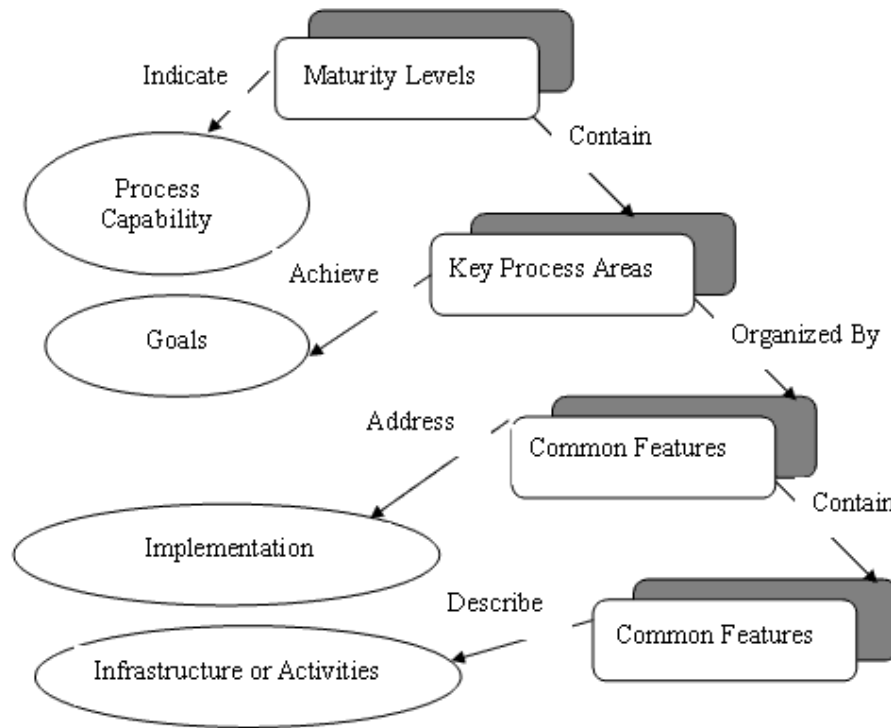 Maturity Levels
Indicate
Contain
Process
Capability
Key Process Areas
Achieve
Goals
Organized By
Address
Common Features
Contain
Implementation
Describe
Common Features
Infrastructure or Activities